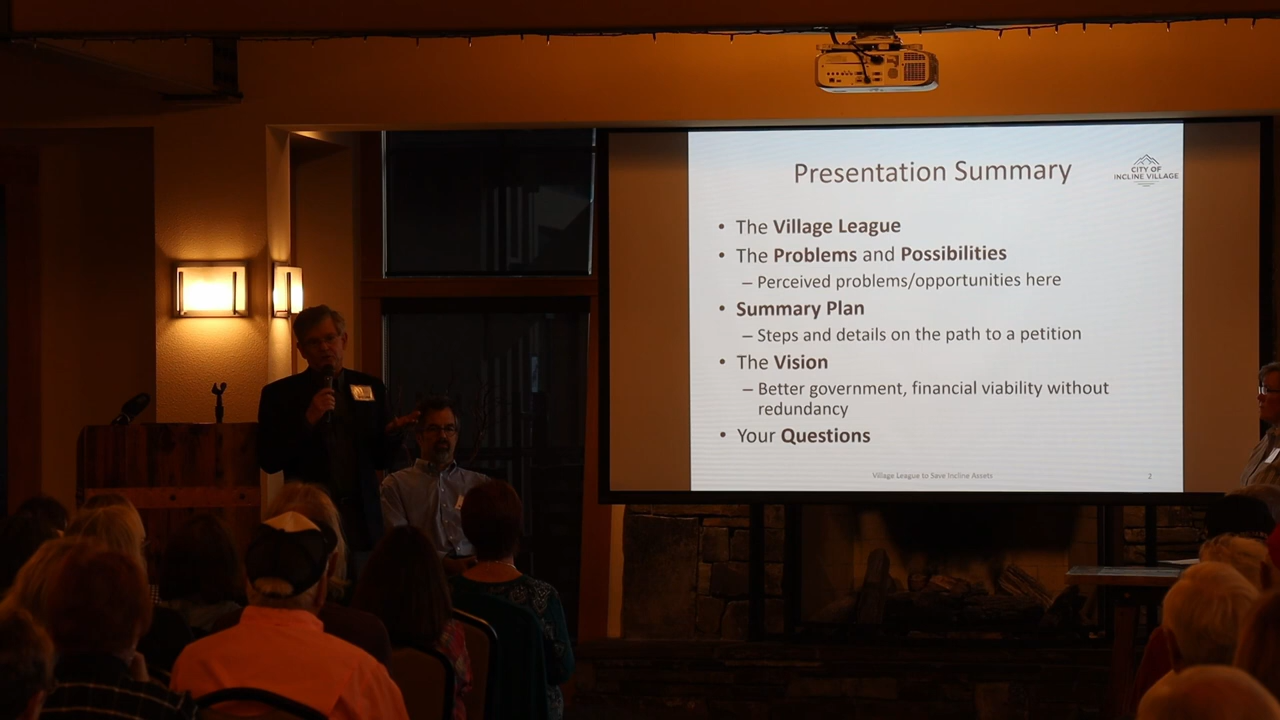 Presentation Summary
CITY OF
INCLINE VILLAGE
• The Village League
• The Problems and Possibilities
– Perceived problems/opportunities here
• Summary Plan
– Steps and details on the path to a petition
• The Vision
– Better government, financial viability without
redundancy
• Your Questions
Village League to Save Incline Assets
2